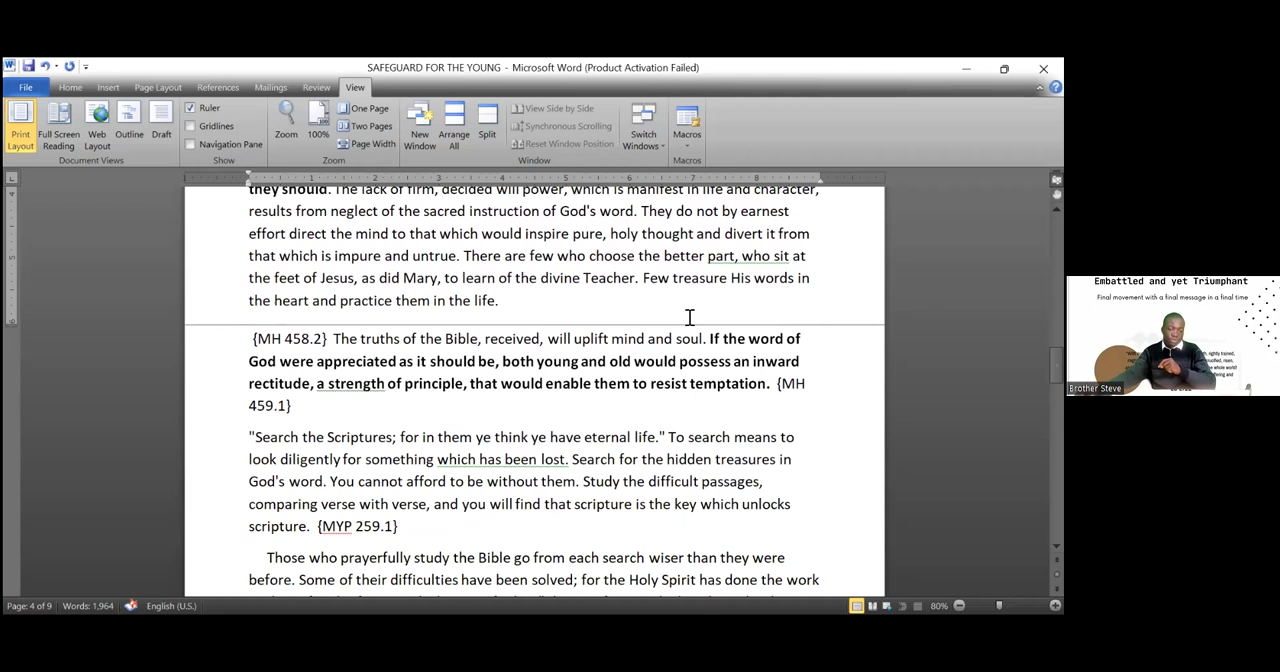 SAFEGUARD FOR THE YOUNG - Microsoft Word (Product Activation Failed)
File Home Insert Page Layout References Mailings Review View
Print Layout
Full Screen Reading
Web Layout
Outline
Draft
Document Views
Ruler
Gridlines
Navigation Pane
Show
Zoom
100%
One Page
Two Pages
Page Width
Zoom
New Window
Arrange All
Split
View Side by Side
Synchronous Scrolling
Reset Window Position
Window
Switch Windows
Macros
Macros
1 2 3 4 5 6 7 8
they should. The lack of firm, decided will power, which is manifest in life and character,
results from neglect of the sacred instruction of God's word. They do not by earnest
effort direct the mind to that which would inspire pure, holy thought and divert it from
that which is impure and untrue. There are few who choose the better part, who sit at
the feet of Jesus, as did Mary, to learn of the divine Teacher. Few treasure His words in
the heart and practice them in the life.
{MH 458.2} The truths of the Bible, received, will uplift mind and soul. If the word of
God were appreciated as it should be, both young and old would possess an inward
rectitude, a strength of principle, that would enable them to resist temptation. {MH
459.1}
"Search the Scriptures; for in them ye think ye have eternal life." To search means to
look diligently for something which has been lost. Search for the hidden treasures in
God's word. You cannot afford to be without them. Study the difficult passages,
comparing verse with verse, and you will find that scripture is the key which unlocks
scripture. {MYP 259.1}
Those who prayerfully study the Bible go from each search wiser than they were
before. Some of their difficulties have been solved; for the Holy Spirit has done the work
Page: 4 of 9 Words: 1,964 English (U.S.) 80%
Embattled and yet Triumphant
Final movement with a final message in a final time
Brother Steve